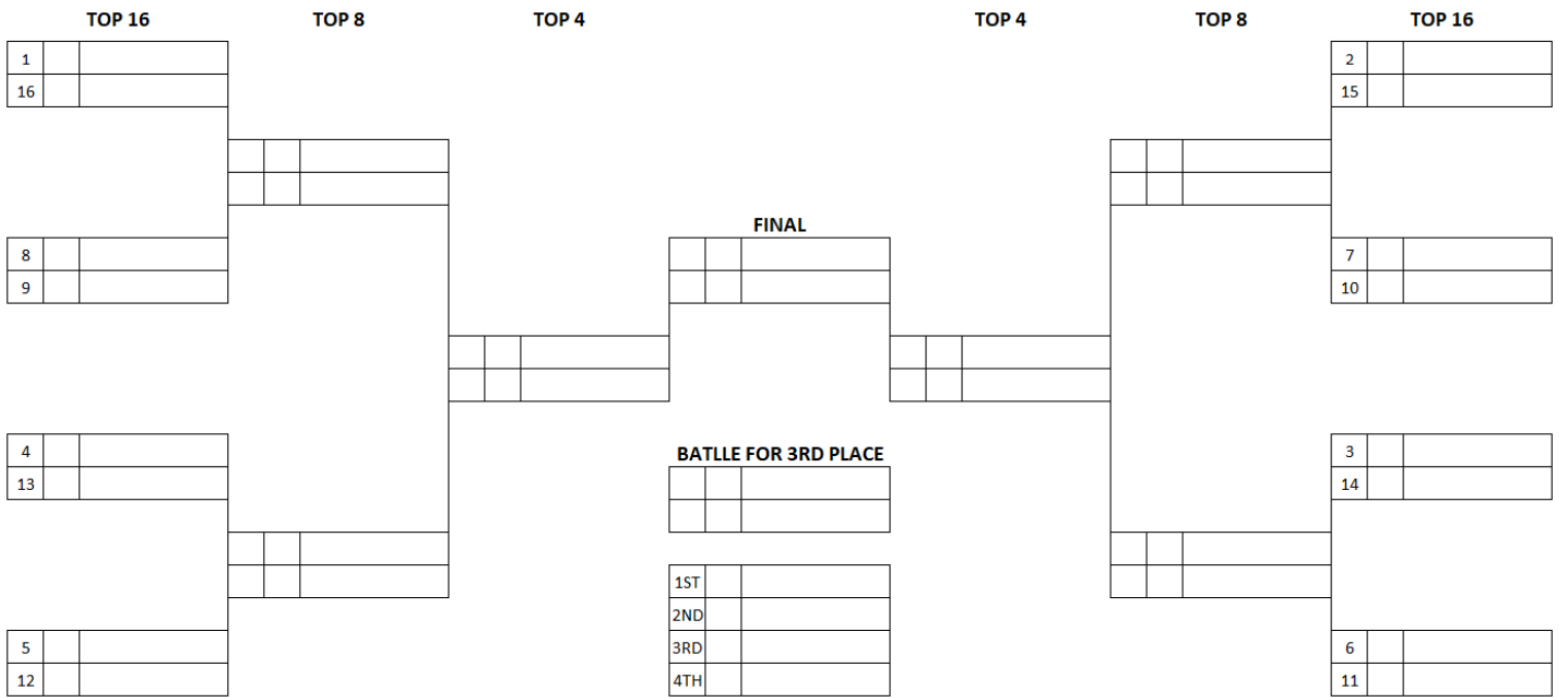 TOP 16 TOP 8 TOP 4 TOP 4 TOP 8 TOP 16
1 2
16 15
FINAL
8 7
9 10
4 3
BATLLE FOR 3RD PLACE
13 14
1ST
2ND
5 3RD 6
12 4TH 11